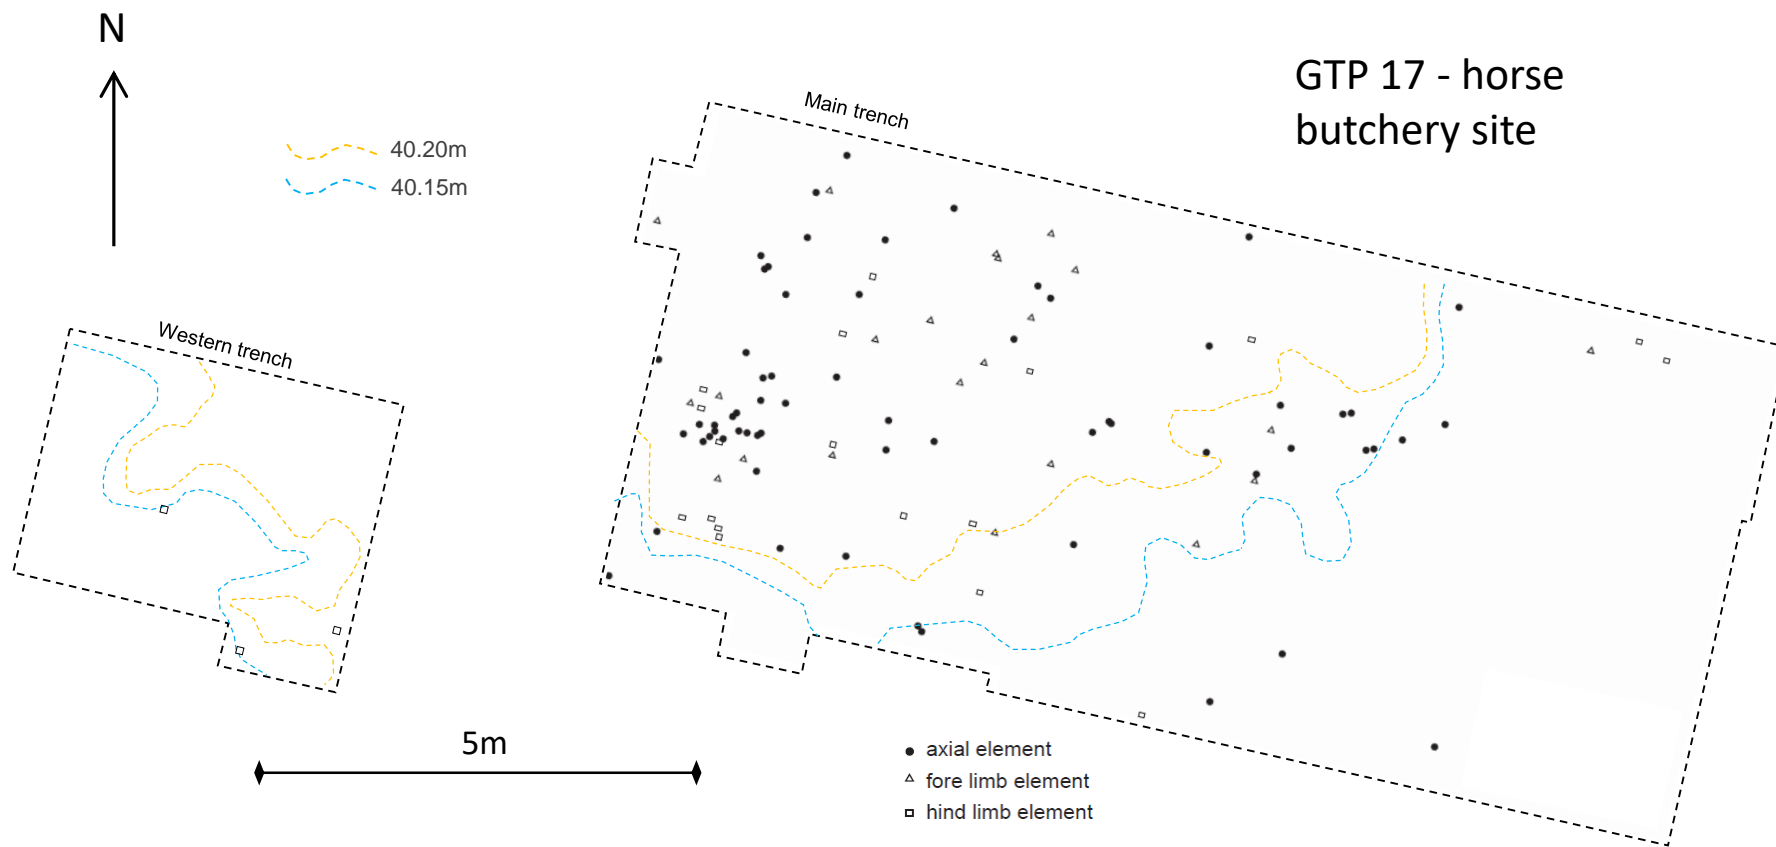 N
GTP 17 - horse
butchery site
Main trench
40.20m
40.15m
Western trench
5m
axial element
fore limb element
hind limb element